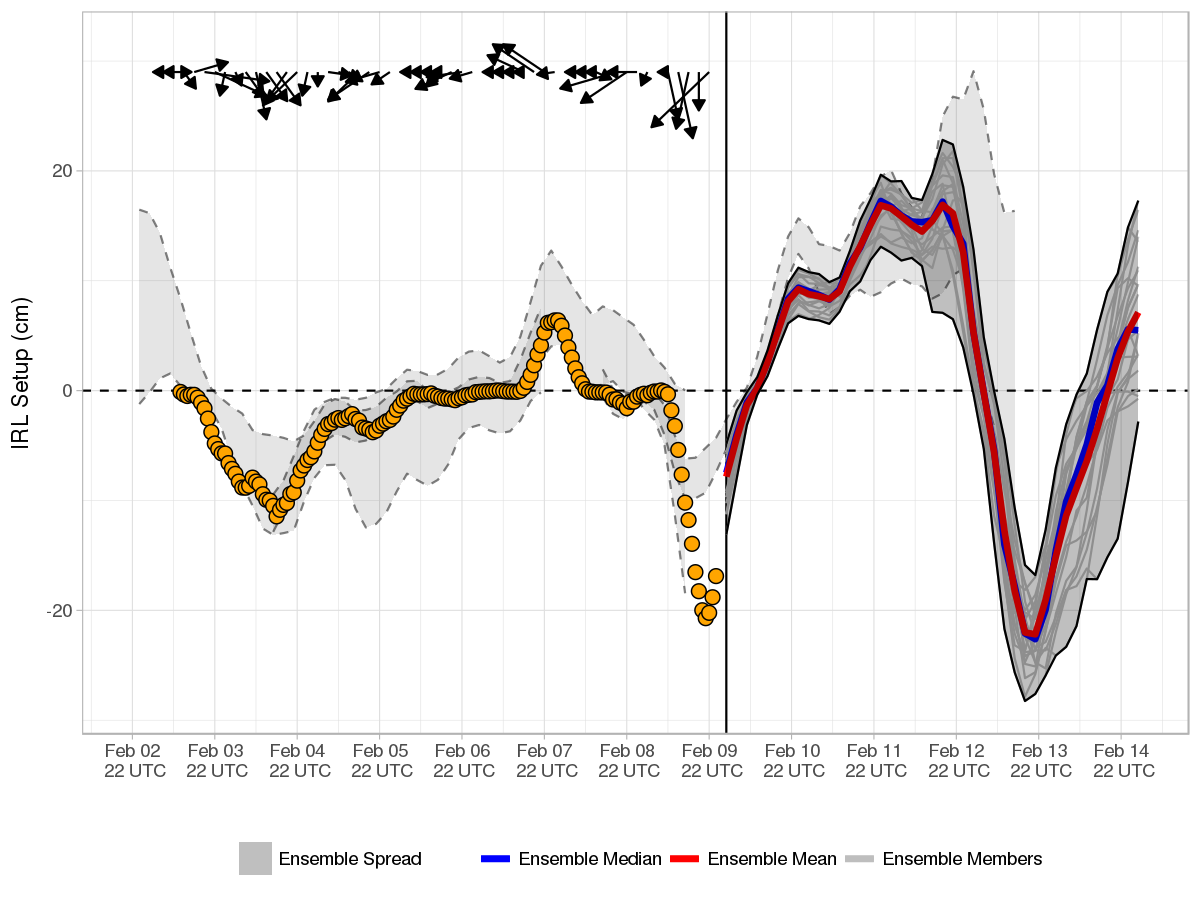 IRL Setup (cm)
20
0
-20
Feb 02 Feb 03 Feb 04 Feb 05 Feb 06 Feb 07 Feb 08 Feb 09 Feb 10 Feb 11 Feb 12 Feb 13 Feb 14
22 UTC 22 UTC 22 UTC 22 UTC 22 UTC 22 UTC 22 UTC 22 UTC 22 UTC 22 UTC 22 UTC 22 UTC 22 UTC
Ensemble Spread Ensemble Median Ensemble Mean Ensemble Members